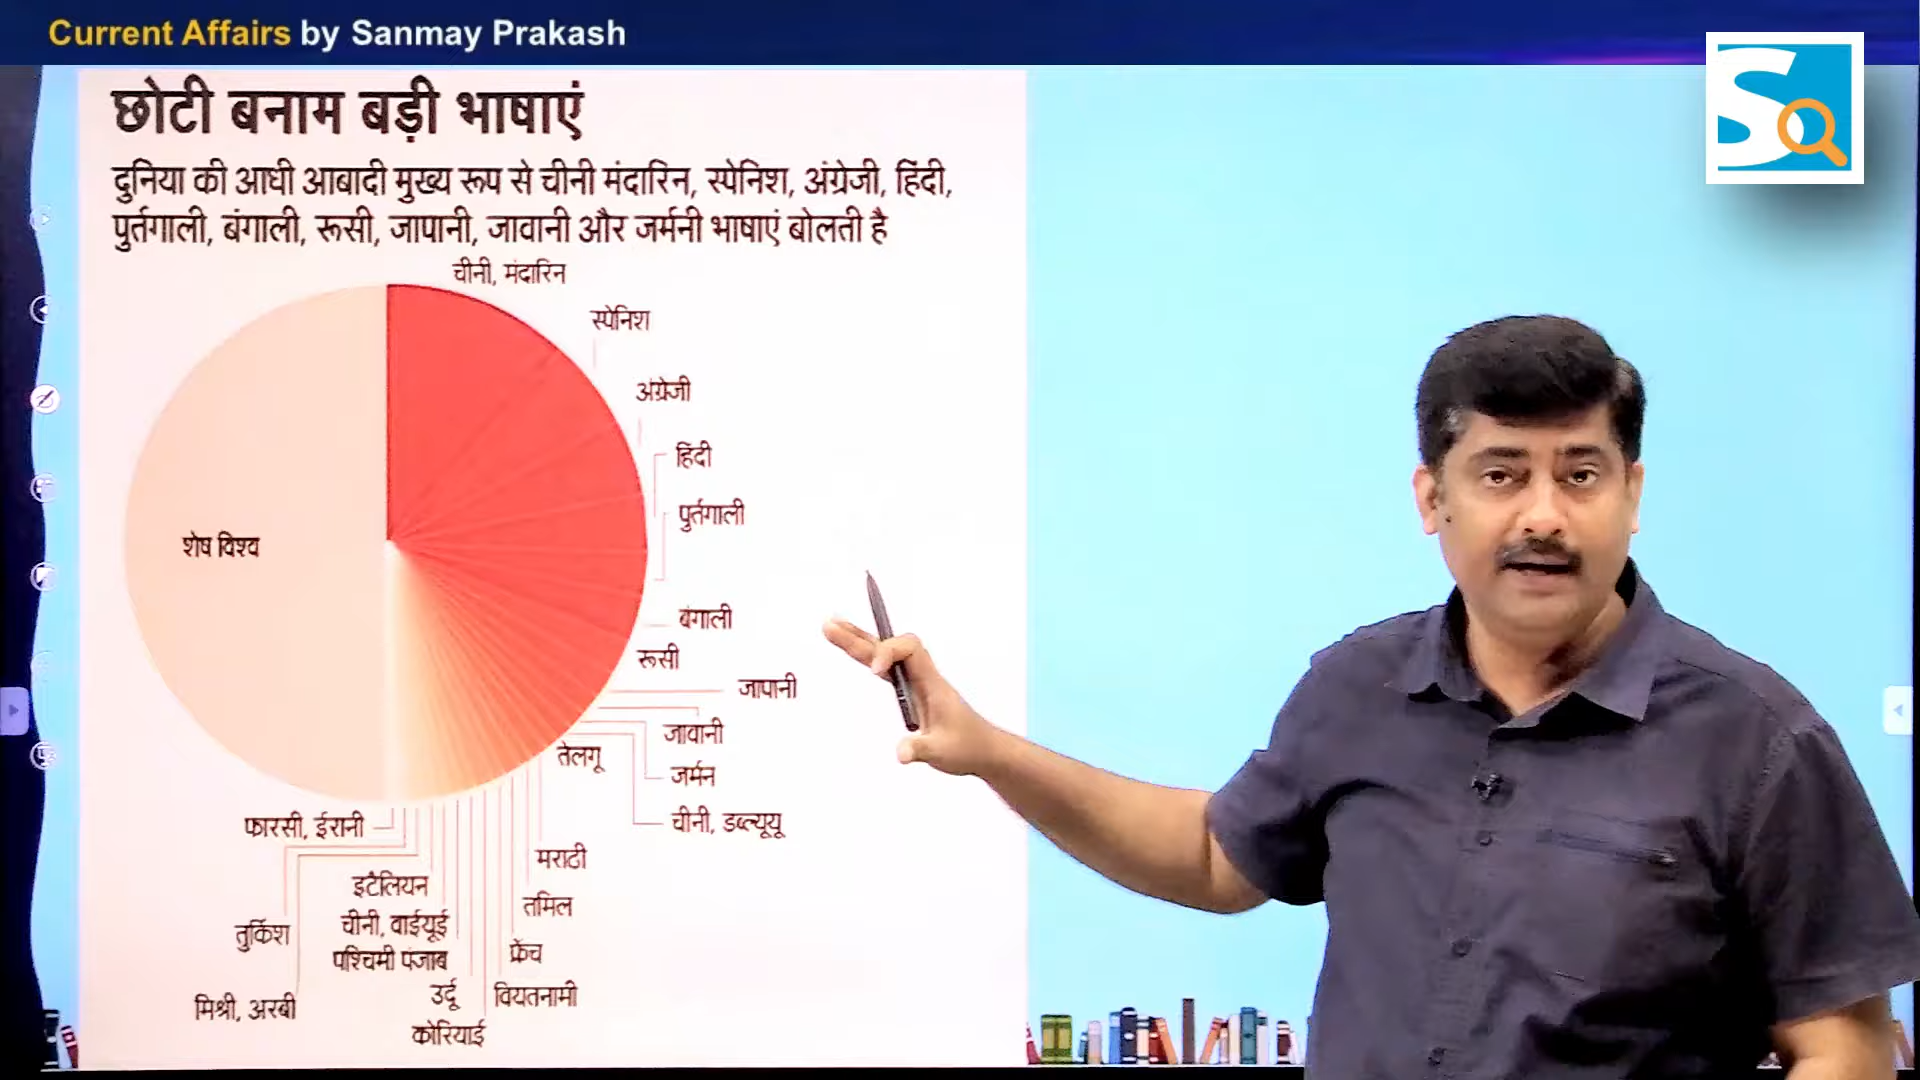 Current Affairs by Sanmay Prakash
SQ
छोटी बनाम बड़ी भाषाएं
दुनिया की आधी आबादी मुख्य रूप से चीनी मंदारिन, स्पेनिश, अंग्रेजी, हिंदी,
पुर्तगाली, बंगाली, रूसी, जापानी, जावानी और जर्मनी भाषाएं बोलती है
चीनी, मंदारिन
स्पेनिश
अंग्रेजी
हिंदी
पुर्तगाली
शेष विश्व
बंगाली
रूसी
जापानी
जावानी
तेलगू
जर्मन
चीनी, डब्ल्यूयू
फारसी, ईरानी
मराठी
इटैलियन
तमिल
चीनी, वाईयूई
तुर्किश
पश्चिमी पंजाब
फ्रेंच
उर्दू
वियतनामी
मिश्री, अरबी
कोरियाई